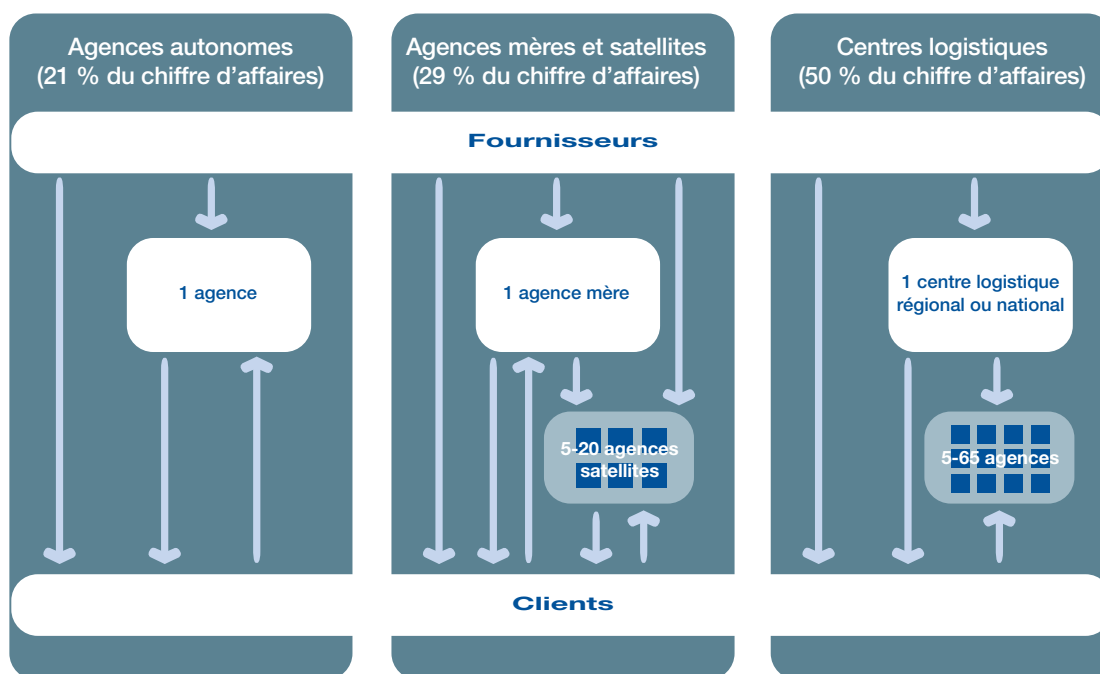 Agences autonomes
(21 % du chiffre d’affaires)
Agences mères et satellites
(29 % du chiffre d’affaires)
Centres logistiques
(50 % du chiffre d’affaires)
Fournisseurs
1 agence
1 agence mère
1 centre logistique
régional ou national
5-20 agences
satellites
5-65 agences
Clients